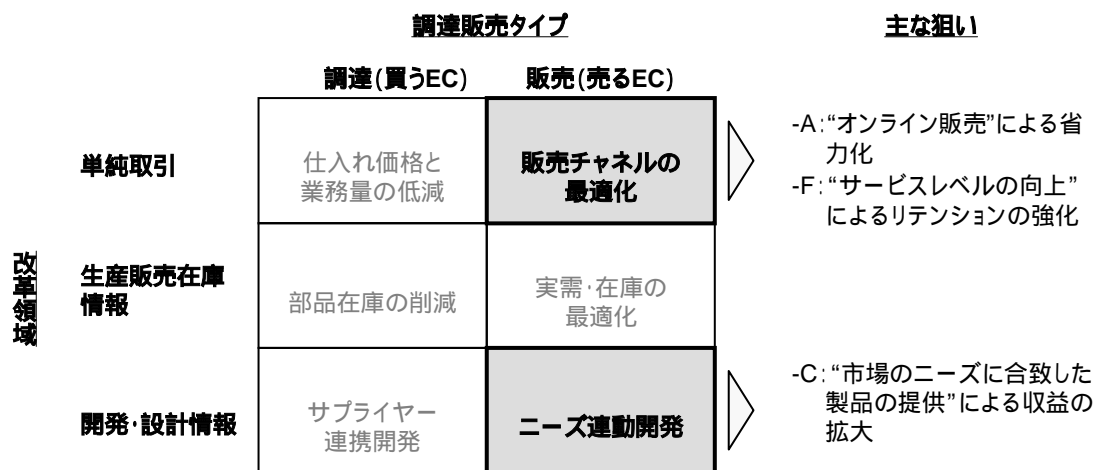 調達販売タイプ
主な狙い
調達(買うEC)
販売(売るEC)
単純取引
仕入れ価格と
業務量の低減
販売チャネルの
最適化
-A:“オンライン販売”による省
力化
-F:“サービスレベルの向上”
によるリテンションの強化
改革領域
生産販売在庫
情報
部品在庫の削減
実需・在庫の
最適化
開発・設計情報
サプライヤー
連携開発
ニーズ連動開発
-C:“市場のニーズに合致した
製品の提供”による収益の
拡大